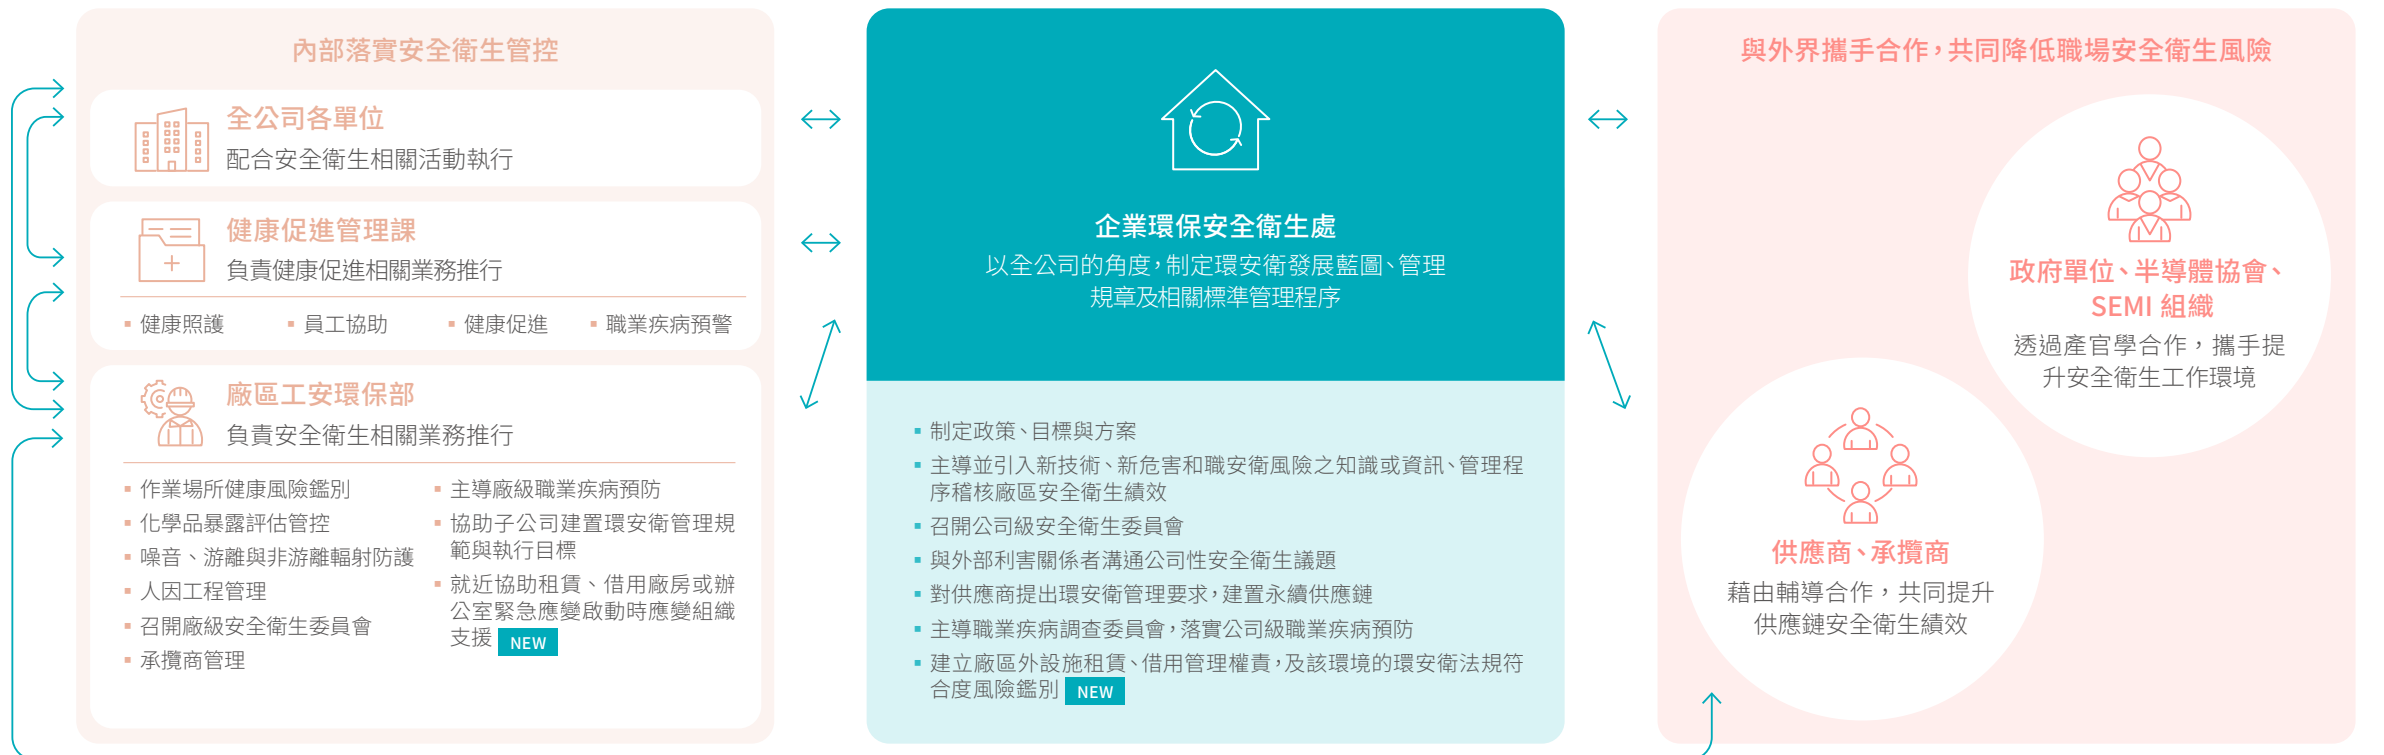 內部落實安全衛生管控
全公司各單位
配合安全衛生相關活動執行
健康促進管理課
負責健康促進相關業務推行
▪ 健康照護
▪ 員工協助
▪ 健康促進
▪ 職業疾病預警
廠區工安環保部
負責安全衛生相關業務推行
▪ 作業場所健康風險鑑別
▪ 化學品暴露評估管控
▪ 噪音、游離與非游離輻射防護
▪ 人因工程管理
▪ 召開廠級安全衛生委員會
▪ 承攬商管理
▪ 主導廠級職業疾病預防
▪ 協助子公司建置環安衛管理規
範與執行目標
▪ 就近協助租賃、借用廠房或辦
公室緊急應變啟動時應變組織
支援 NEW
企業環保安全衛生處
以全公司的角度，制定環安衛發展藍圖、管理
規章及相關標準管理程序
▪ 制定政策、目標與方案
▪ 主導並引入新技術、新危害和職安衛風險之知識或資訊、管理程
序稽核廠區安全衛生績效
▪ 召開公司級安全衛生委員會
▪ 與外部利害關係者溝通公司性安全衛生議題
▪ 對供應商提出環安衛管理要求，建置永續供應鏈
▪ 主導職業疾病調查委員會，落實公司級職業疾病預防
▪ 建立廠區外設施租賃、借用管理權責，及該環境的環安衛法規符
合度風險鑑別 NEW
與外界攜手合作，共同降低職場安全衛生風險
政府單位、半導體協會、
SEMI 組織
透過產官學合作，攜手提
升安全衛生工作環境
供應商、承攬商
藉由輔導合作，共同提升
供應鏈安全衛生績效